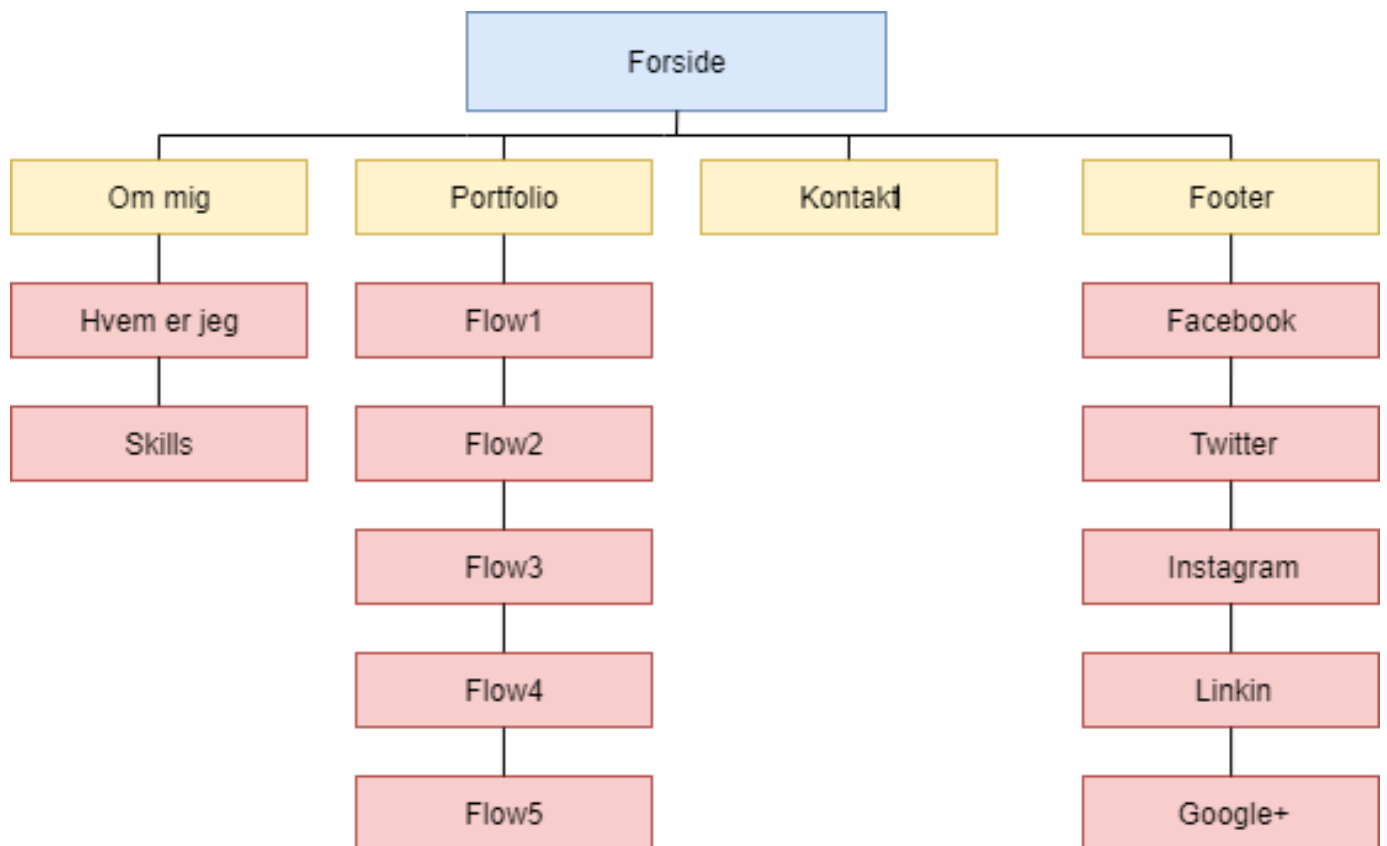 Forside
Om mig
Portfolio
Kontakt
Footer
Hvem er jeg
Flow1
Facebook
Skills
Flow2
Twitter
Flow3
Instagram
Flow4
Linkin
Flow5
Google+